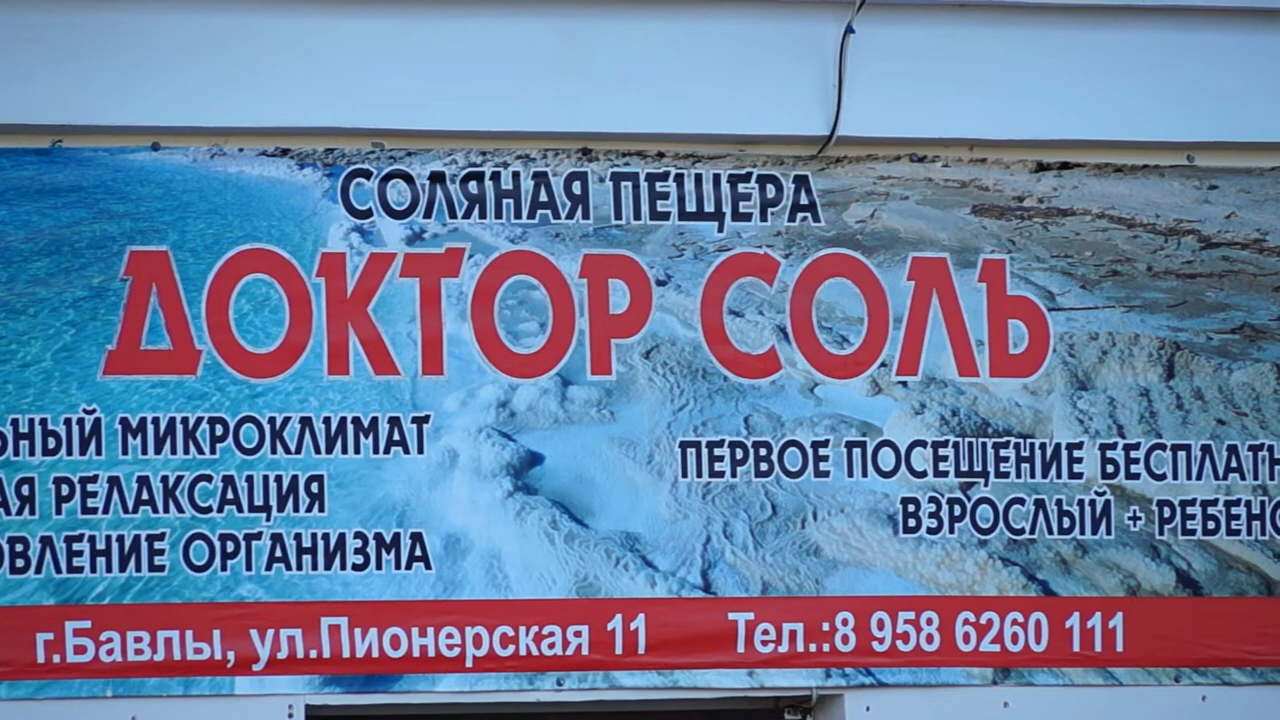 СОЛЯНАЯ ПЕЩЕРА
ДОКТОР СОЛЬ
ЬНЫЙ МИКРОКЛИМАТ
АЯ РЕЛАКСАЦИЯ
ОВЛЕНИЕ ОРГАНИЗМА
ПЕРВОЕ ПОСЕЩЕНИЕ БЕСПЛАТН
ВЗРОСЛЫЙ + РЕБЕНО
г.Бавлы, ул.Пионерская 11 Тел.:8 958 6260 111